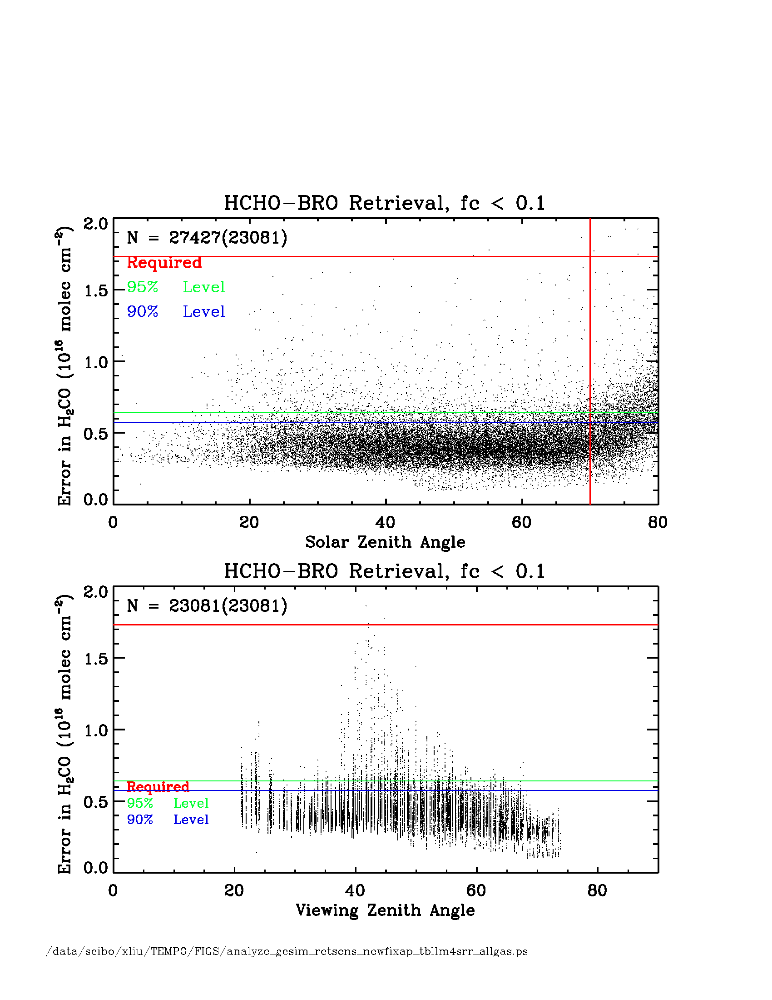 HCHO-BRO Retrieval, fc < 0.1
Error in H₂CO (10¹⁶ molec cm⁻²)
2.0
1.5
1.0
0.5
0.0
N = 27427(23081)
Required
95% Level
90% Level
0 20 40 60 80
Solar Zenith Angle
HCHO-BRO Retrieval, fc < 0.1
Error in H₂CO (10¹⁶ molec cm⁻²)
2.0
1.5
1.0
0.5
0.0
N = 23081(23081)
Required
95% Level
90% Level
0 20 40 60 80
Viewing Zenith Angle
/data/scibo/xliu/TEMPO/FIGS/analyze_gcsim_retsens_newfixap_tbllm4srr_allgas.ps